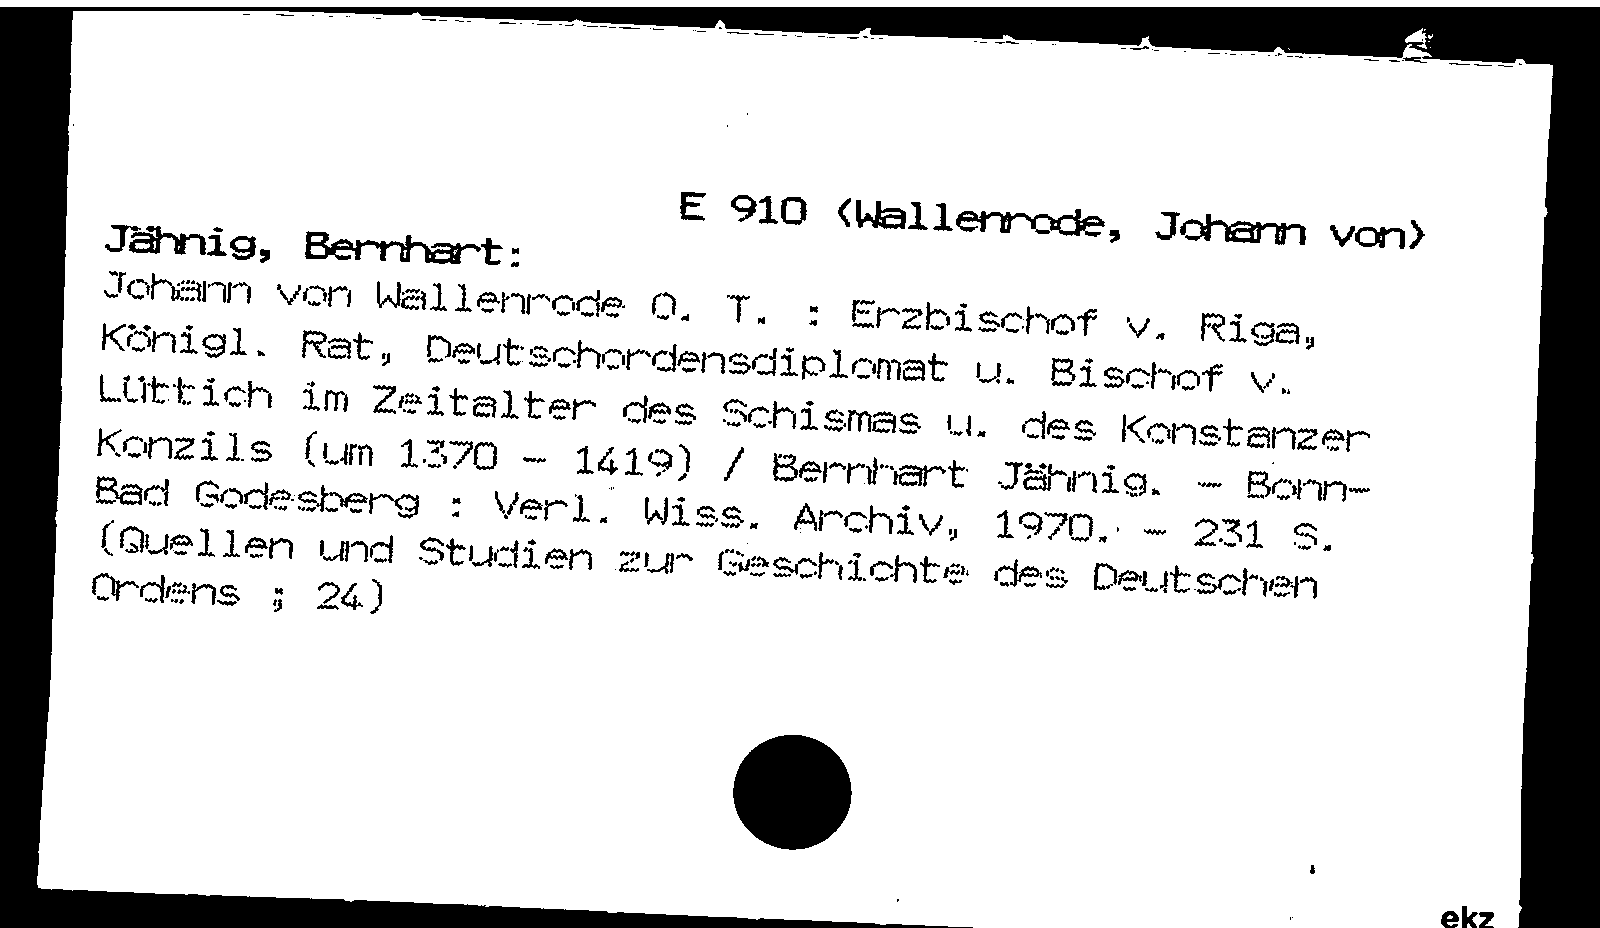 E 910 (Wallenrode, Johann von)
Jähnig, Bernhart:
Johann von Wallenrode O. T. : Erzbischof v. Riga,
Königl. Rat, Deutschordensdiplomat u. Bischof v.
Lüttich im Zeitalter des Schismas u. des Konstanzer
Konzils (um 1370 - 1419) / Bernhart Jähnig. - Bonn-
Bad Godesberg : Verl. Wiss. Archiv, 1970. - 231 S.
(Quellen und Studien zur Geschichte des Deutschen
Ordens ; 24)
ekz